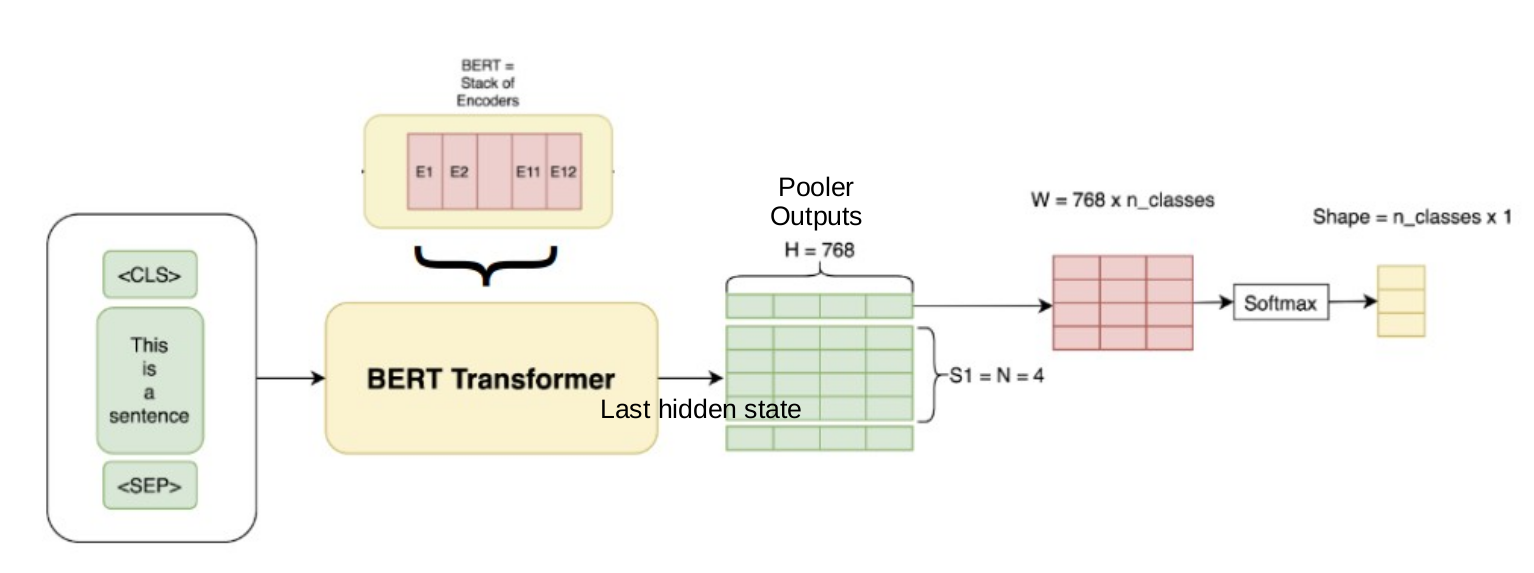 BERT =
Stack of
Encoders
E1 E2 E11 E12
<CLS>
This
is
a
sentence
<SEP>
BERT Transformer
Last hidden state
Pooler
Outputs
H = 768
S1 = N = 4
W = 768 x n_classes
Softmax
Shape = n_classes x 1